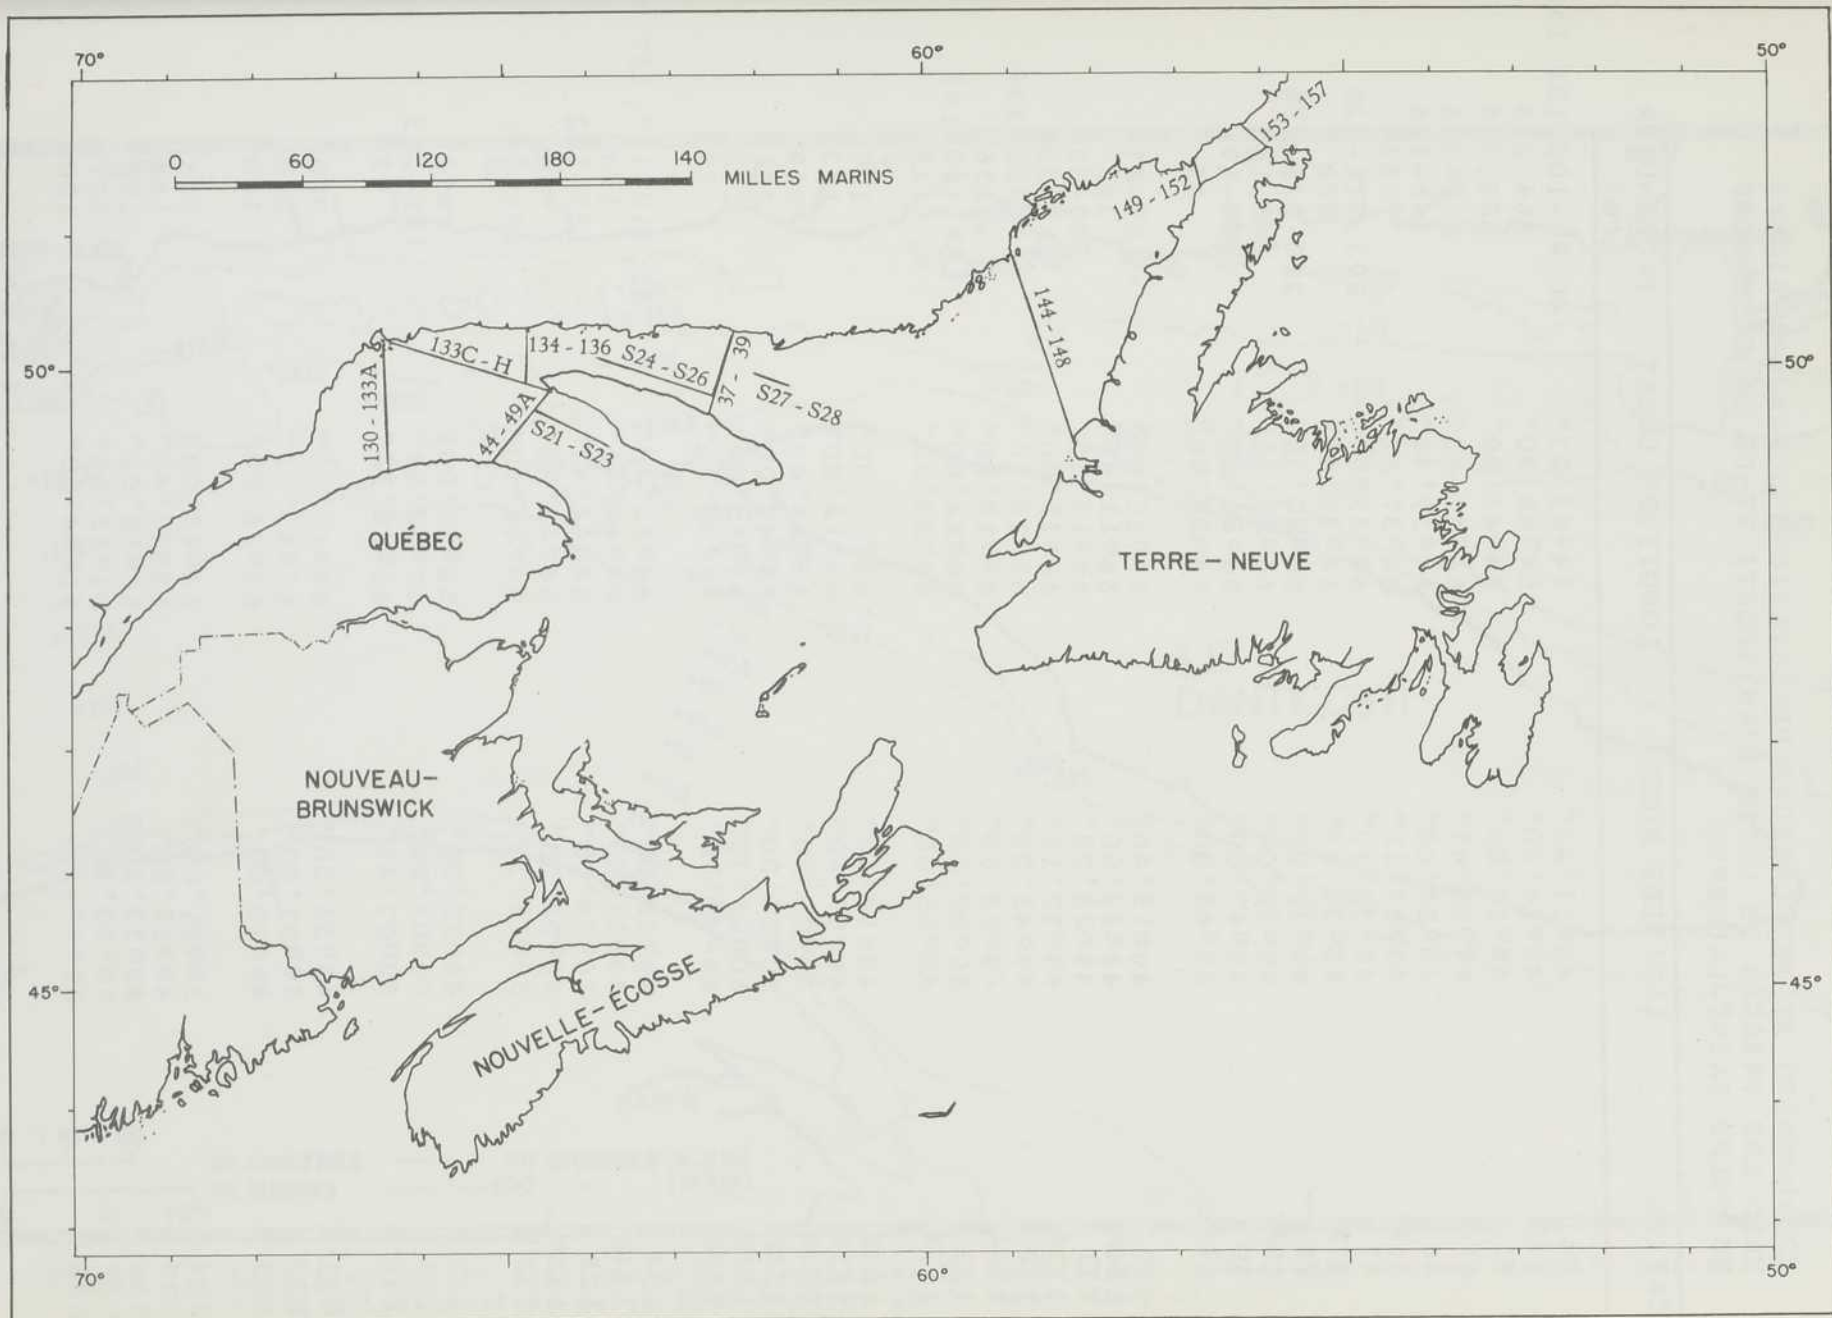 70°
60°
50°
0 60 120 180 140
MILLES MARINS
153 - 157
149 - 152
144 - 148
50°
50°
133C - H
134 - 136
S24 - S26
37 - 39
S27 - S28
130 - 133A
44 - 49A
S21 - S23
QUÉBEC
TERRE - NEUVE
NOUVEAU-
BRUNSWICK
45°
45°
NOUVELLE-ÉCOSSE
70°
60°
50°